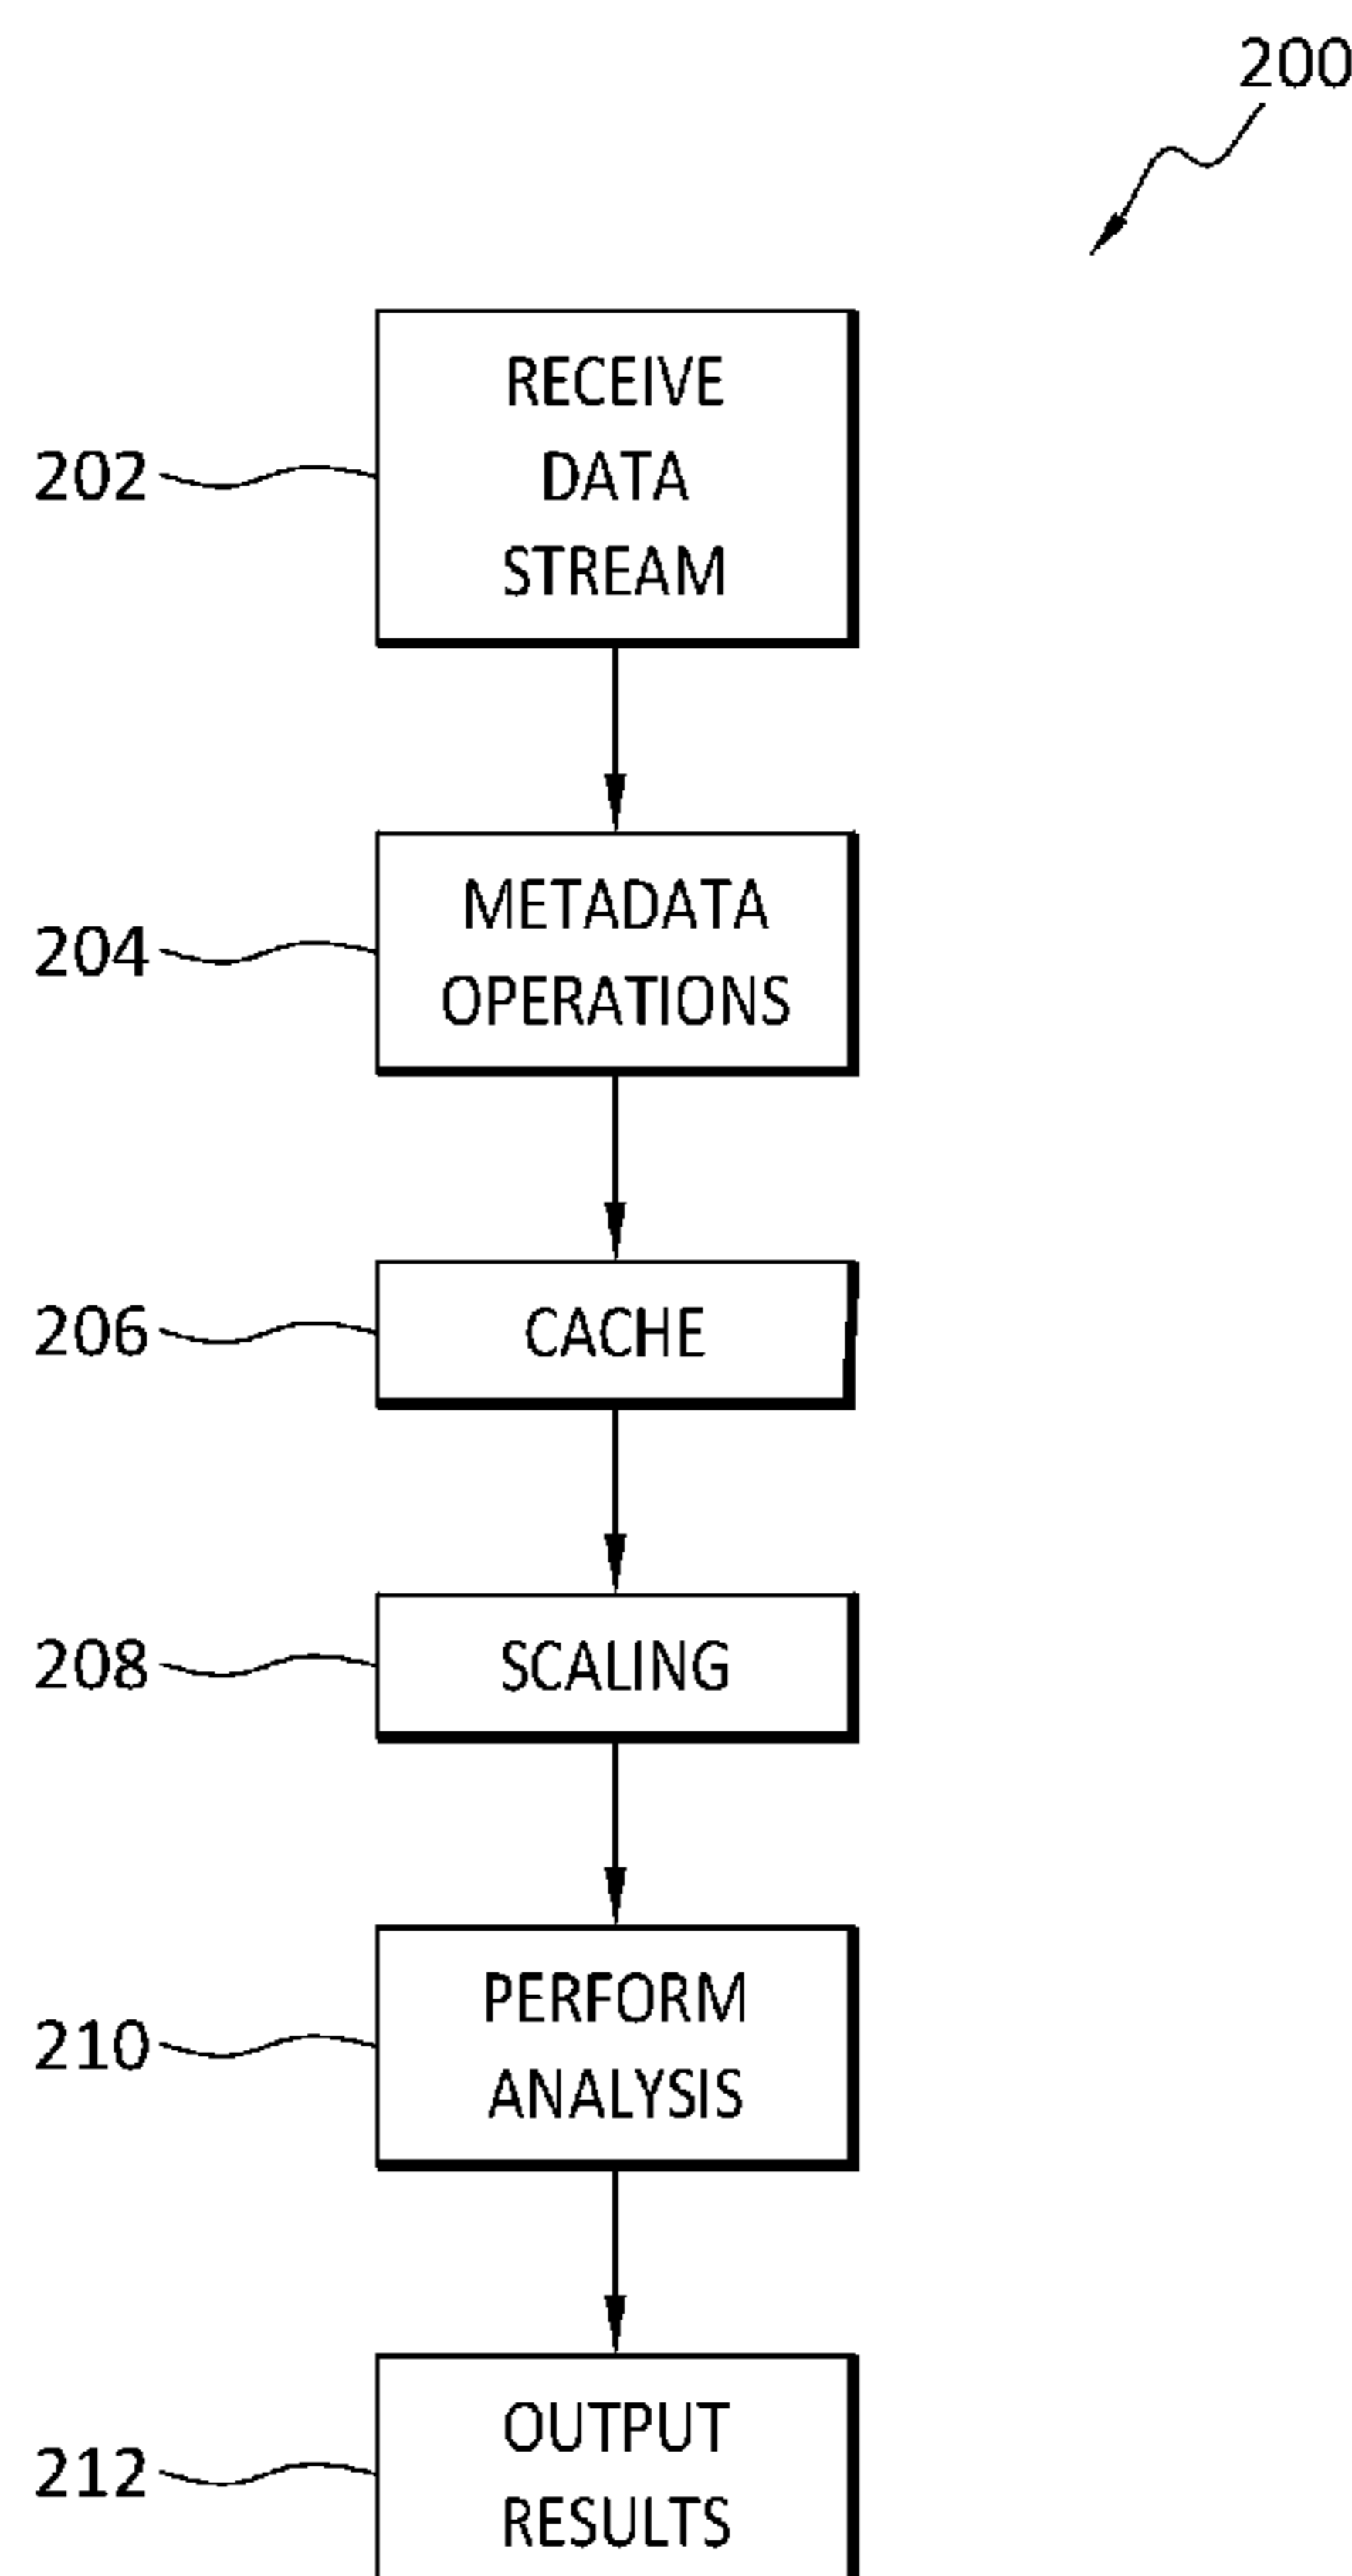 200
202
RECEIVE
DATA
STREAM
204
METADATA
OPERATIONS
206
CACHE
208
SCALING
210
PERFORM
ANALYSIS
212
OUTPUT
RESULTS